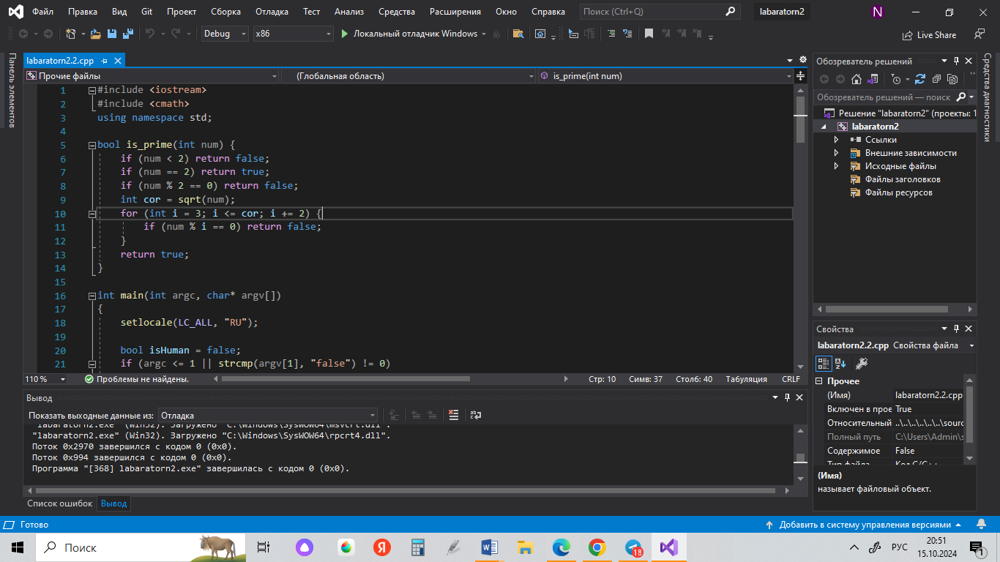 Файл Правка Вид Git Проект Сборка Отладка Тест Анализ Средства Расширения Окно Справка Поиск (Ctrl+Q) labaratorn2 N
Debug x86 Локальный отладчик Windows Live Share
Панель элементов
labaratorn2.2.cpp
Прочие файлы (Глобальная область) is_prime(int num)
1 #include <iostream>
2 #include <cmath>
3 using namespace std;
4
5 bool is_prime(int num) {
6 if (num < 2) return false;
7 if (num == 2) return true;
8 if (num % 2 == 0) return false;
9 int cor = sqrt(num);
10 for (int i = 3; i <= cor; i += 2) {
11 if (num % i == 0) return false;
12 }
13 return true;
14 }
15
16 int main(int argc, char* argv[])
17 {
18 setlocale(LC_ALL, "RU");
19
20 bool isHuman = false;
21 if (argc <= 1 || strcmp(argv[1], "false") != 0)
110 % Проблемы не найдены. Стр: 10 Симв: 37 Столб: 40 Табуляция CRLF
Вывод
Показать выходные данные из: Отладка
"labaratorn2.exe" (Win32). Загружено "C:\Windows\SysWOW64\msvcrt.dll".
"labaratorn2.exe" (Win32). Загружено "C:\Windows\SysWOW64\rpcrt4.dll".
Поток 0x2970 завершился с кодом 0 (0x0).
Поток 0x994 завершился с кодом 0 (0x0).
Программа "[368] labaratorn2.exe" завершилась с кодом 0 (0x0).
Список ошибок Вывод
Обозреватель решений
Обозреватель решений — поиск
Решение "labaratorn2" (проекты: 1
labaratorn2
Ссылки
Внешние зависимости
Исходные файлы
Файлы заголовков
Файлы ресурсов
Свойства
labaratorn2.2.cpp Свойства файла
Прочее
(Имя) labaratorn2.2.cpp
Включен в прое True
Относительный ..\..\..\..\..\sourc
Полный путь C:\Users\Admin\s
Содержимое False
Тип файла Код C/C++
(Имя)
называет файловый объект.
Средства диагностики
Готово Добавить в систему управления версиями
Поиск Я W 18 РУС 20:51
15.10.2024 1